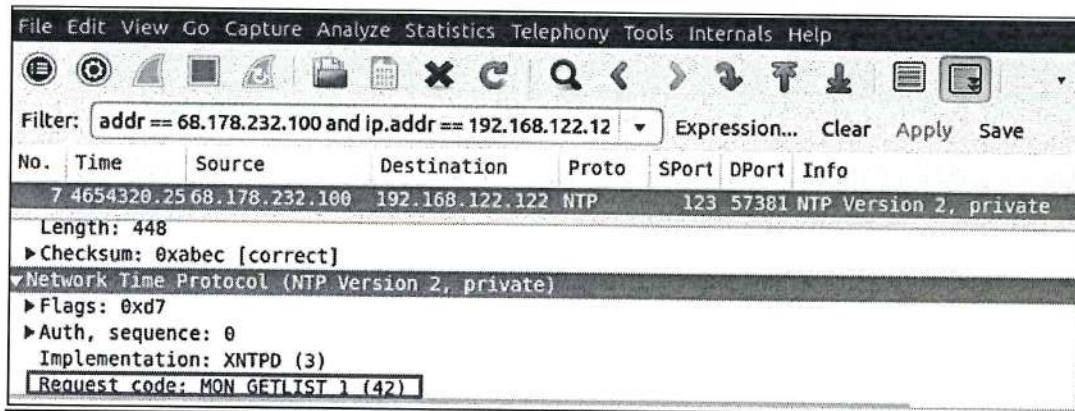 File Edit View Go Capture Analyze Statistics Telephony Tools Internals Help
Filter: addr == 68.178.232.100 and ip.addr == 192.168.122.12 Expression... Clear Apply Save
No. Time Source Destination Proto SPort DPort Info
7 4654320.25 68.178.232.100 192.168.122.122 NTP 123 57381 NTP Version 2, private
Length: 448
Checksum: 0xabec [correct]
Network Time Protocol (NTP Version 2, private)
Flags: 0xd7
Auth, sequence: 0
Implementation: XNTPD (3)
Request code: MON_GETLIST_1 (42)